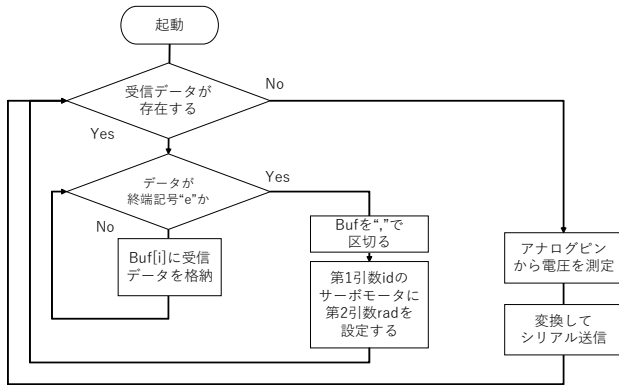 起動
受信データが
存在する
No
Yes
データが
終端記号“e”か
Yes
No
Buf[i]に受信
データを格納
Bufを“,”で
区切る
第1引数idの
サーボモータに
第2引数radを
設定する
アナログピン
から電圧を測定
変換して
シリアル送信